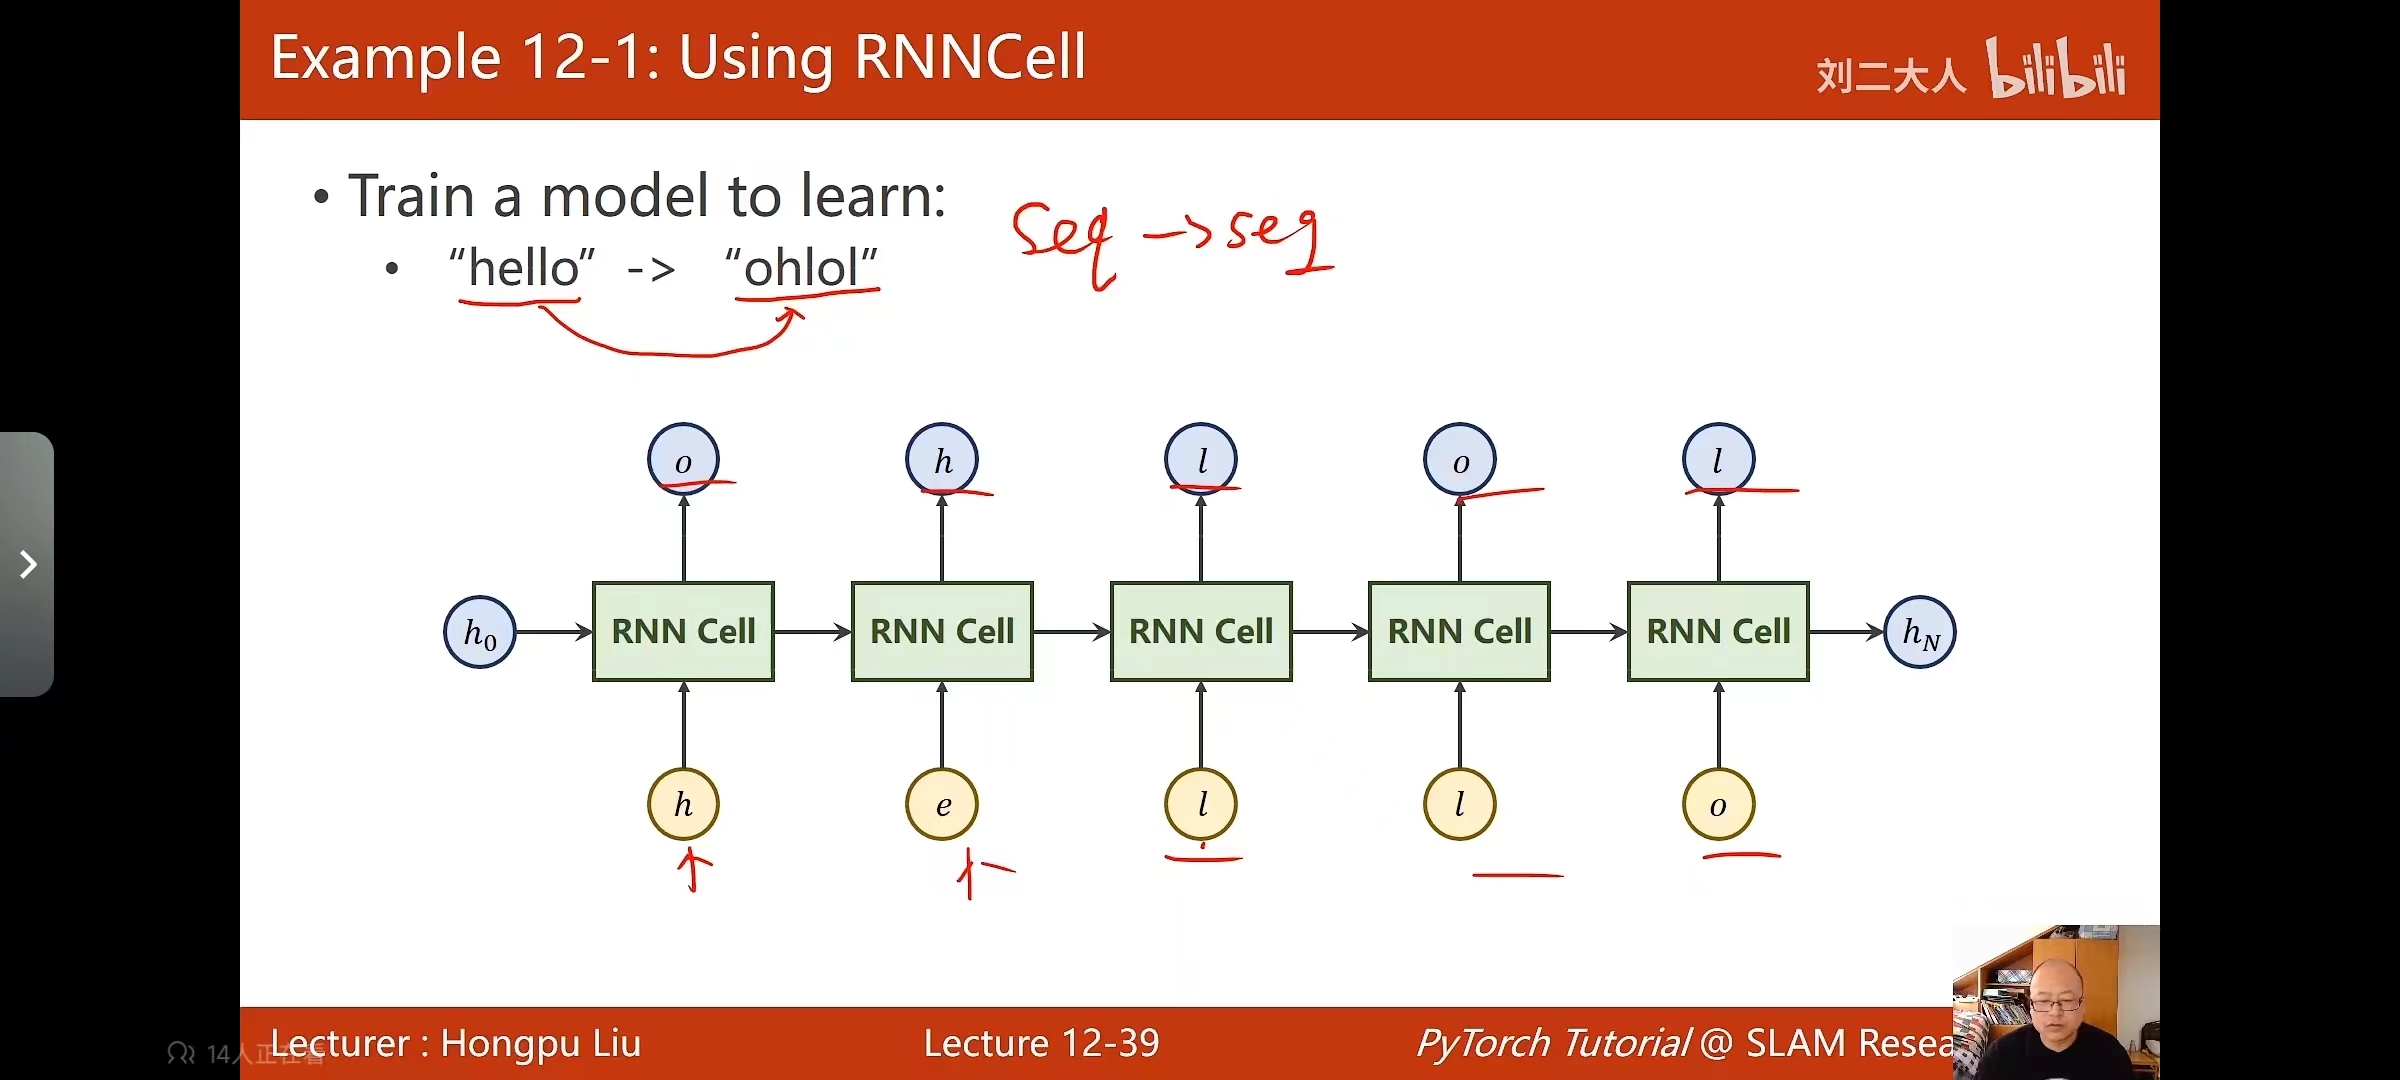 Example 12-1: Using RNNCell
刘二大人 bilibili
• Train a model to learn:
Seq -> seq
• “hello” -> “ohlol”
o h l o l
h0 RNN Cell RNN Cell RNN Cell RNN Cell RNN Cell hN
h e l l o
Lecturer : Hongpu Liu Lecture 12-39 PyTorch Tutorial @ SLAM Resea
14人正在看